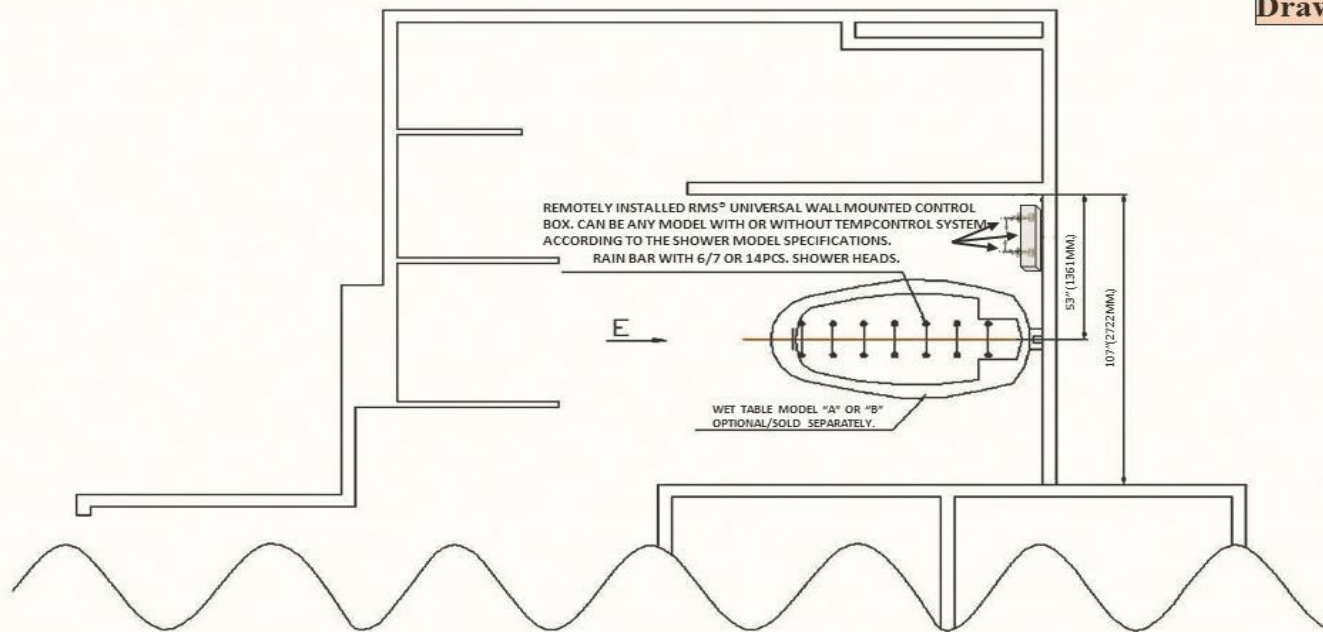 Draw
REMOTELY INSTALLED RMS® UNIVERSAL WALL MOUNTED CONTROL
BOX. CAN BE ANY MODEL WITH OR WITHOUT TEMPCONTROL SYSTEM
ACCORDING TO THE SHOWER MODEL SPECIFICATIONS.
RAIN BAR WITH 6/7 OR 14PCS. SHOWER HEADS.
53"(1361MM.)
107"(2722MM.)
E
WET TABLE MODEL "A" OR "B"
OPTIONAL/SOLD SEPARATELY.